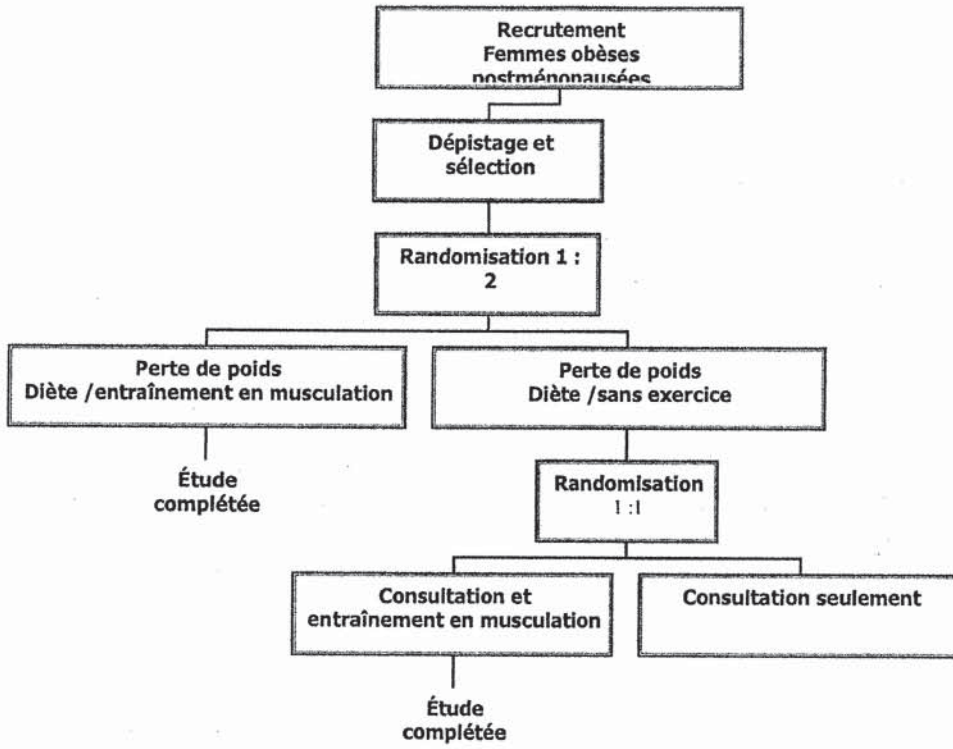 Recrutement
Femmes obèses
postménopausées
Dépistage et
sélection
Randomisation 1 :
2
Perte de poids
Diète /entraînement en musculation
Perte de poids
Diète /sans exercice
Étude
complétée
Randomisation
1 :1
Consultation et
entraînement en musculation
Consultation seulement
Étude
complétée